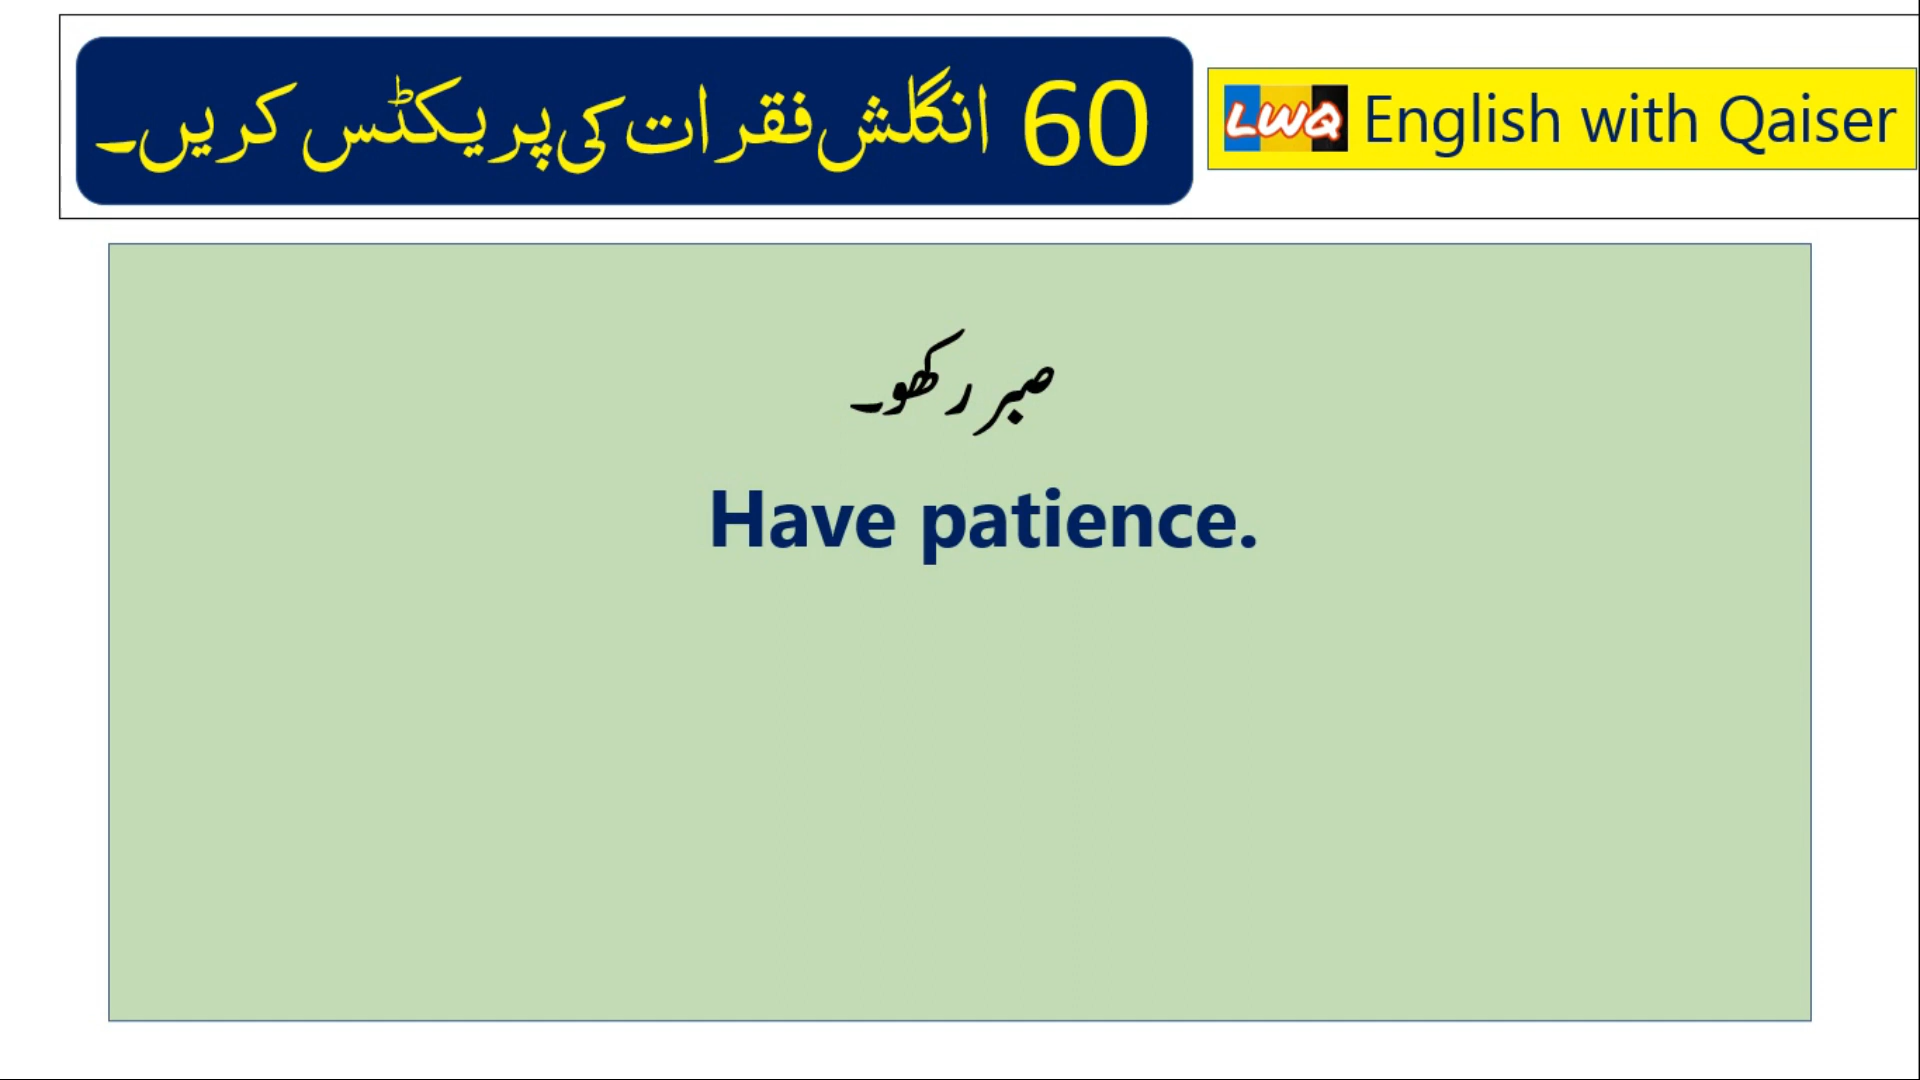 60 انگلش فقرات کی پریکٹس کریں۔
LWQ English with Qaiser
صبر رکھو۔
Have patience.